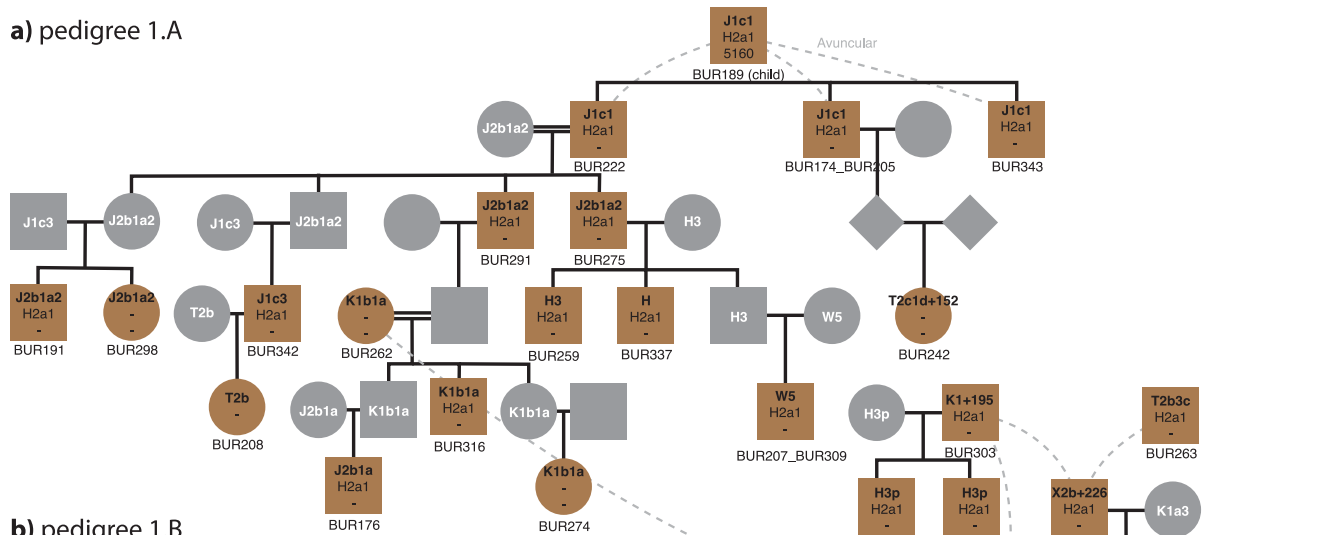 a) pedigree 1.A
J1c1
H2a1
5160
BUR189 (child)
Avuncular
J2b1a2
J1c1
H2a1
-
BUR222
J1c1
H2a1
-
BUR174_BUR205
J1c1
H2a1
-
BUR343
J1c3
J2b1a2
J1c3
J2b1a2
J2b1a2
H2a1
-
BUR291
J2b1a2
H2a1
-
BUR275
H3
J2b1a2
H2a1
-
BUR191
J2b1a2
-
-
BUR298
T2b
J1c3
H2a1
-
BUR342
K1b1a
-
-
BUR262
H3
H2a1
-
BUR259
H
H2a1
-
BUR337
H3
W5
T2c1d+152
-
-
BUR242
T2b
-
BUR208
J2b1a
K1b1a
K1b1a
H2a1
-
BUR316
K1b1a
W5
H2a1
-
BUR207_BUR309
H3p
K1+195
H2a1
-
BUR303
T2b3c
H2a1
-
BUR263
J2b1a
H2a1
-
BUR176
K1b1a
-
-
BUR274
H3p
H2a1
-
H3p
H2a1
-
X2b+226
H2a1
-
K1a3
b) pedigree 1.B